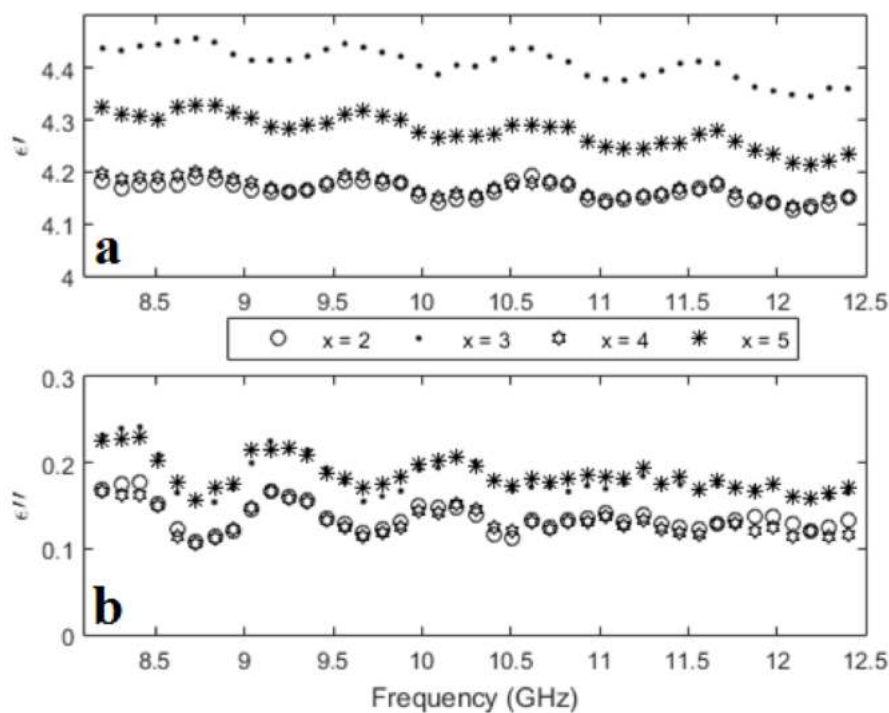 4.4
4.3
ϵ′
4.2
4.1
a
4
8.5 9 9.5 10 10.5 11 11.5 12 12.5
x = 2 x = 3 x = 4 x = 5
0.3
0.2
ϵ′′
0.1
b
0
8.5 9 9.5 10 10.5 11 11.5 12 12.5
Frequency (GHz)